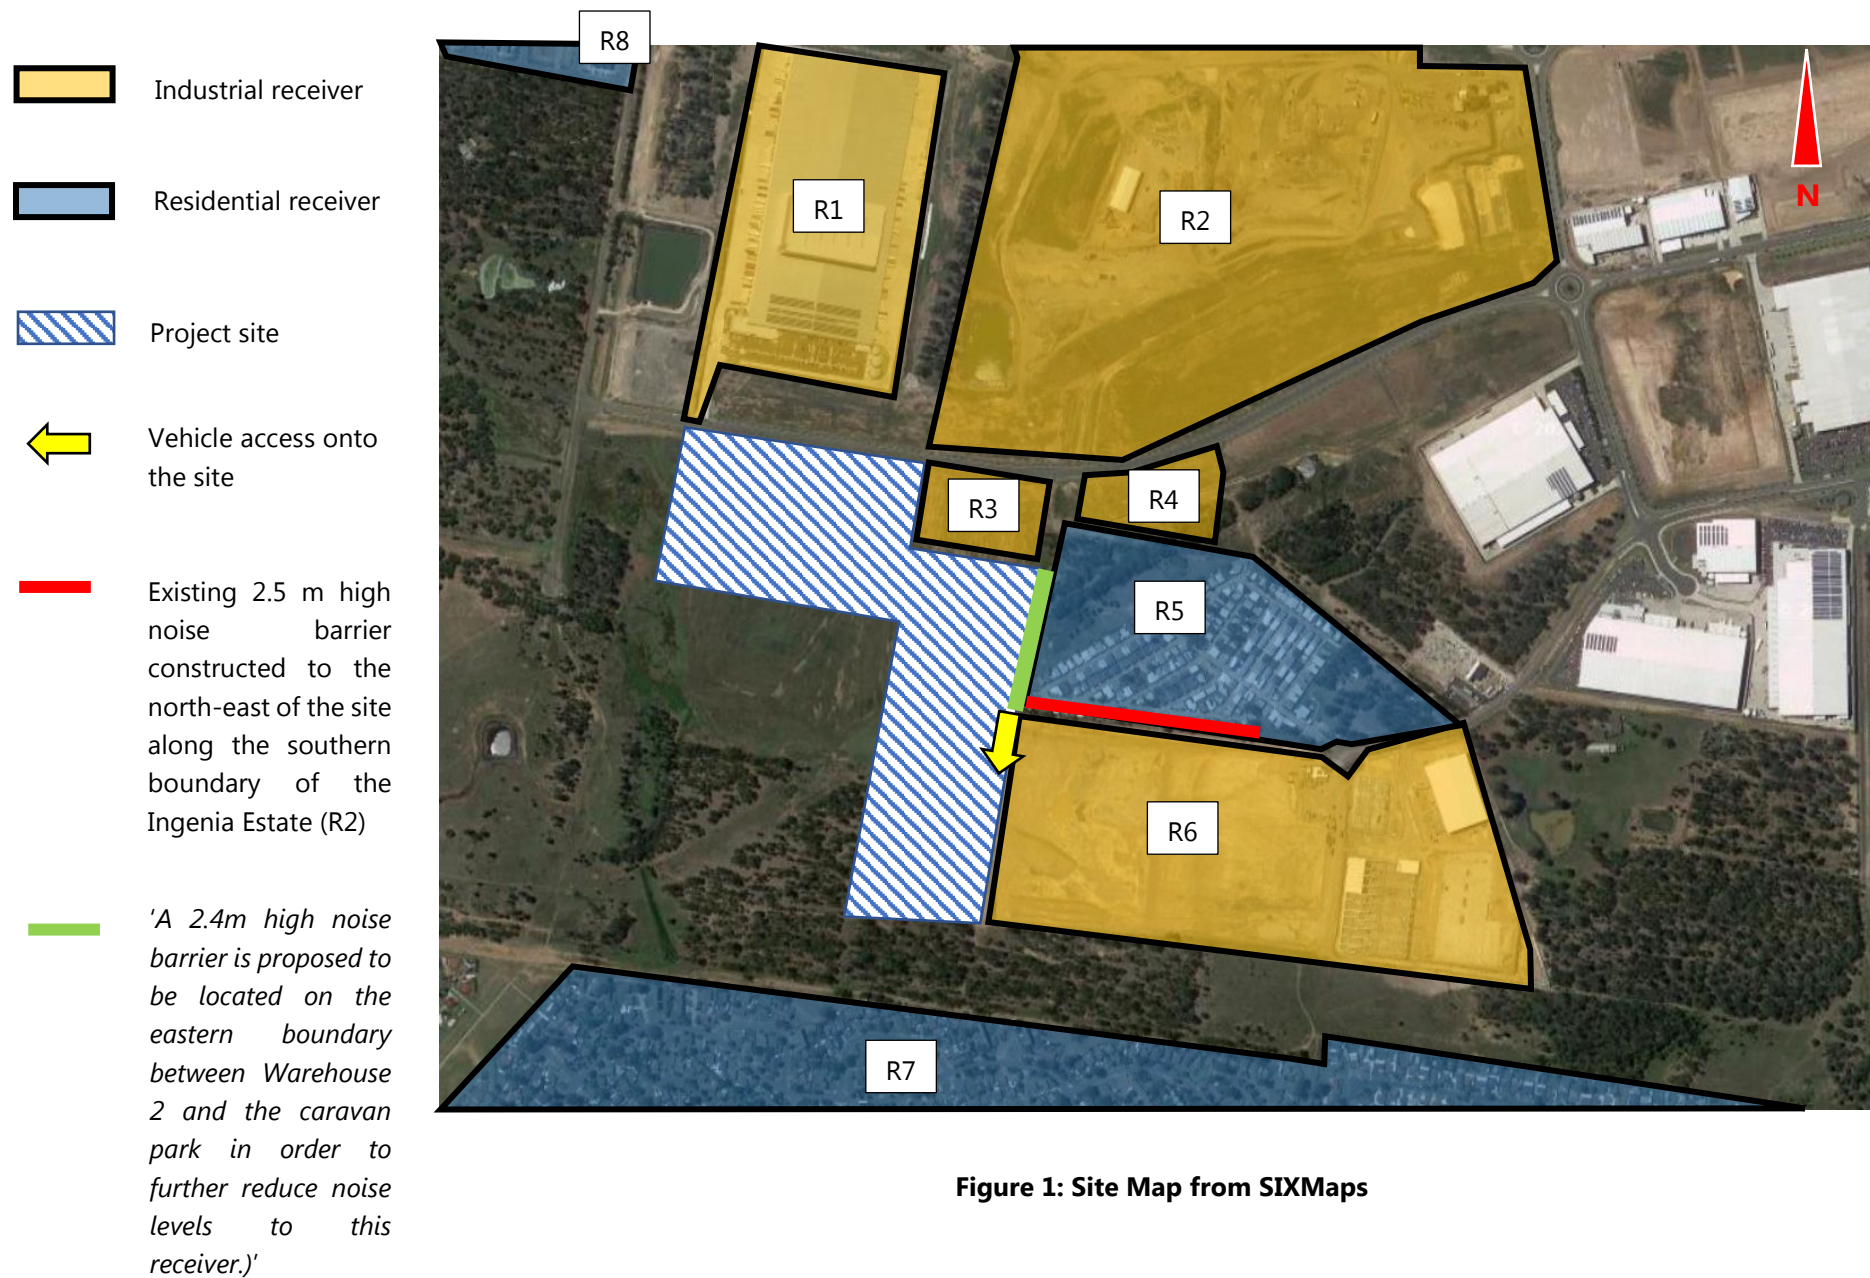 Industrial receiver
Residential receiver
Project site
Vehicle access onto
the site
Existing 2.5 m high
noise barrier
constructed to the
north-east of the site
along the southern
boundary of the
Ingenia Estate (R2)
'A 2.4m high noise
barrier is proposed to
be located on the
eastern boundary
between Warehouse
2 and the caravan
park in order to
further reduce noise
levels to this
receiver.)'
R8
R1
R2
N
R3
R4
R5
R6
R7
Figure 1: Site Map from SIXMaps